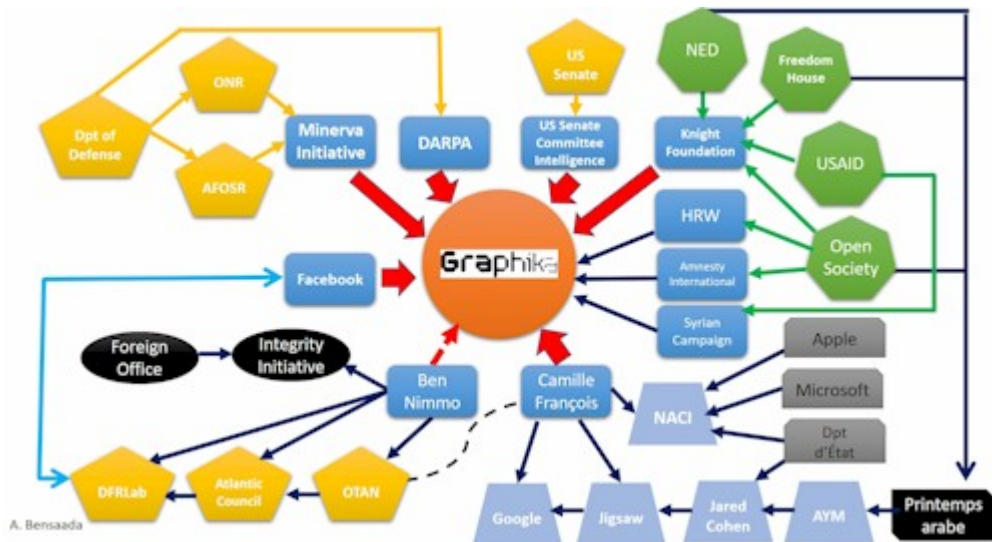 NED
US
Senate
Freedom
House
ONR
Dpt of
Defense
Minerva
Initiative
DARPA
US Senate
Committee
Intelligence
Knight
Foundation
USAID
AFOSR
HRW
Open
Society
Graphika
Facebook
Amnesty
International
Syrian
Campaign
Apple
Foreign
Office
Integrity
Initiative
Ben
Nimmo
Camille
François
NACI
Microsoft
Dpt
d'État
DFRLab
Atlantic
Council
OTAN
Google
Jigsaw
Jared
Cohen
AYM
Printemps
arabe
A. Bensaada